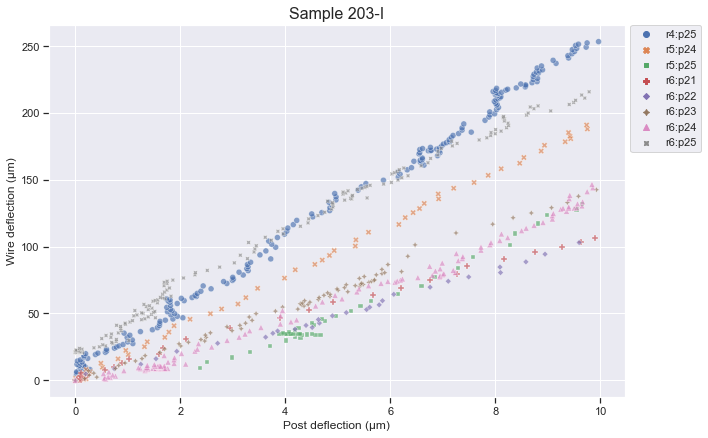 Sample 203-I
Wire deflection (μm)
250
200
150
100
50
0
0
2
4
6
8
10
Post deflection (μm)
r4:p25
r5:p24
r5:p25
r6:p21
r6:p22
r6:p23
r6:p24
r6:p25